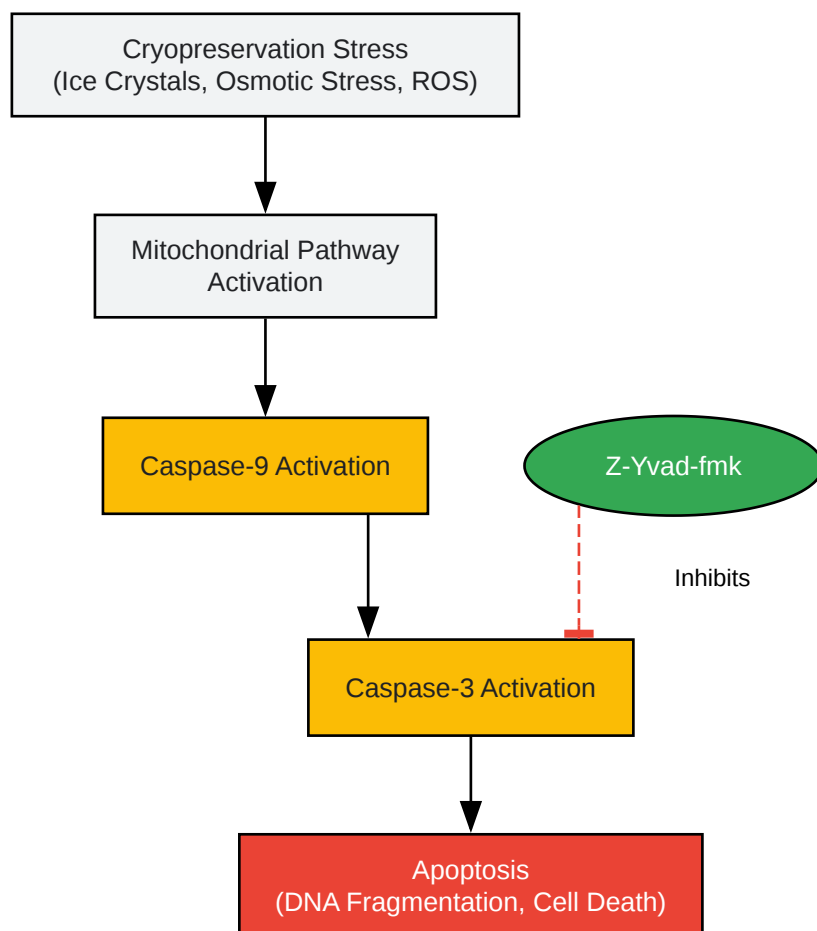 Cryopreservation Stress
(Ice Crystals, Osmotic Stress, ROS)
Mitochondrial Pathway
Activation
Caspase-9 Activation
Z-Yvad-fmk
Inhibits
Caspase-3 Activation
Apoptosis
(DNA Fragmentation, Cell Death)